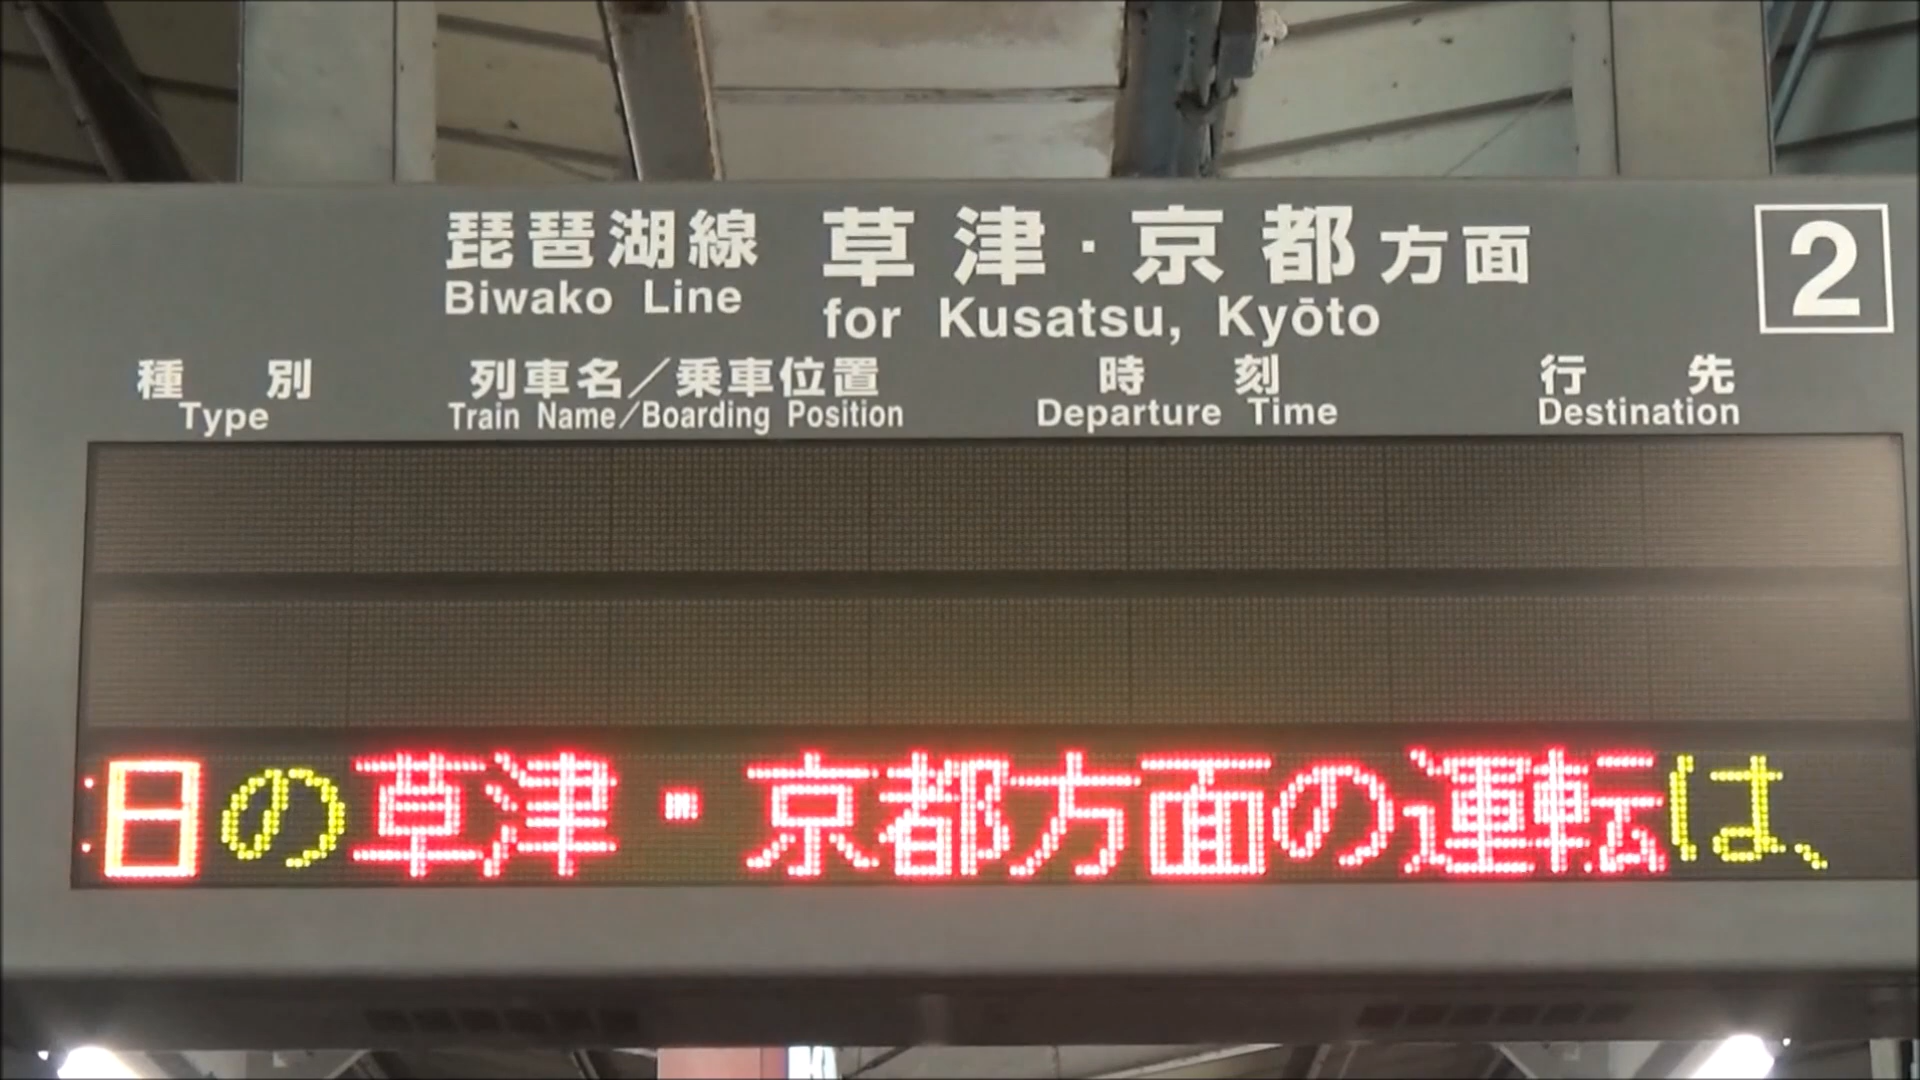 琵琶湖線 草津・京都方面 2
Biwako Line for Kusatsu, Kyōto
種別 列車名／乗車位置 時刻 行先
Type Train Name/Boarding Position Departure Time Destination
日の草津・京都方面の運転は、